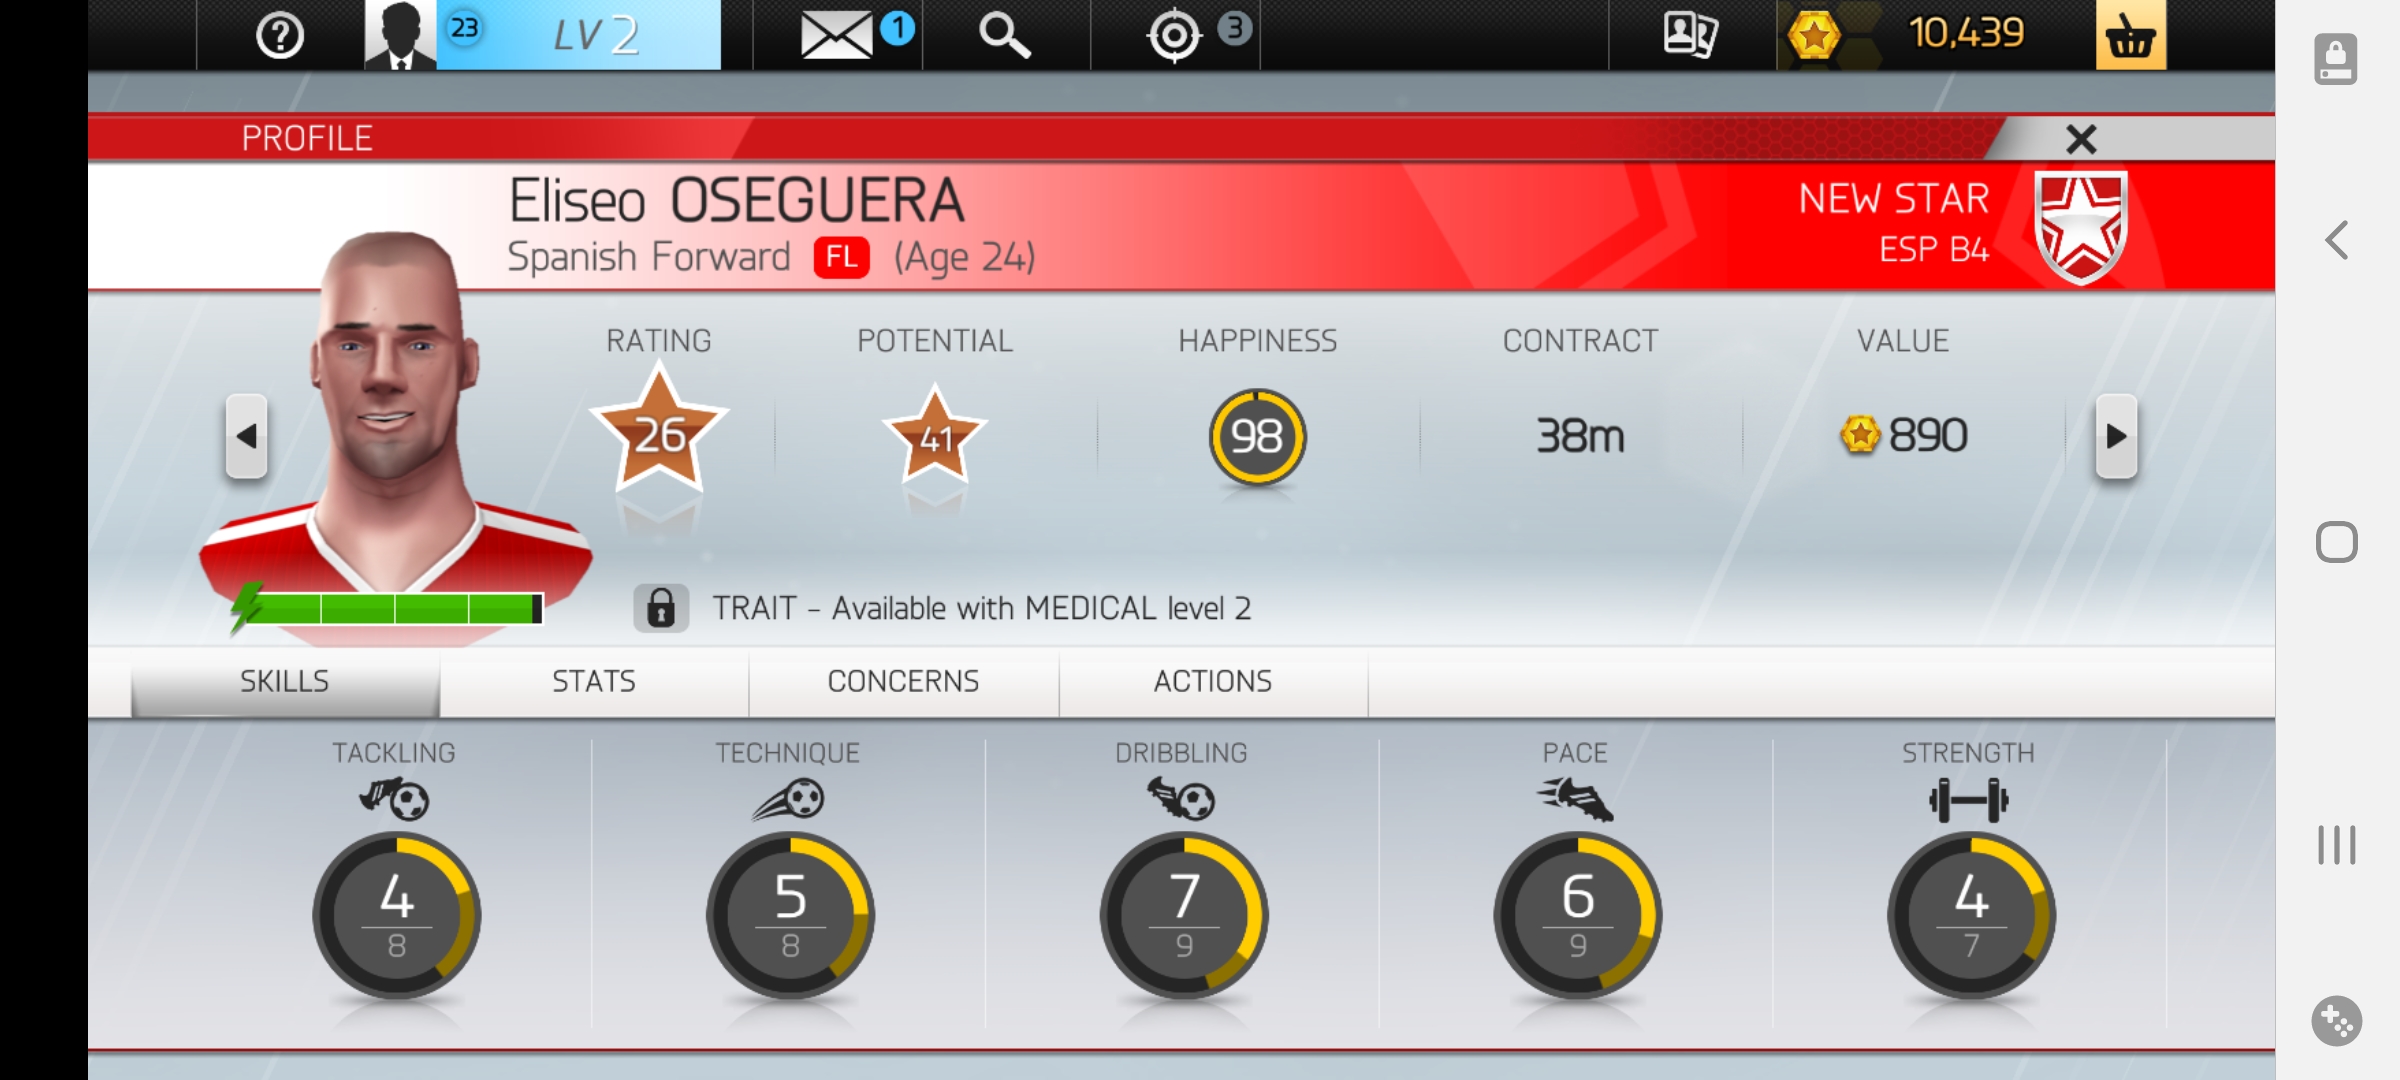 23 LV 2 1 3 10,439
PROFILE
Eliseo OSEGUERA
Spanish Forward FL (Age 24)
NEW STAR
ESP B4
RATING POTENTIAL HAPPINESS CONTRACT VALUE
26 41 98 38m 890
TRAIT - Available with MEDICAL level 2
SKILLS STATS CONCERNS ACTIONS
TACKLING TECHNIQUE DRIBBLING PACE STRENGTH
4 5 7 6 4
8 8 9 9 7